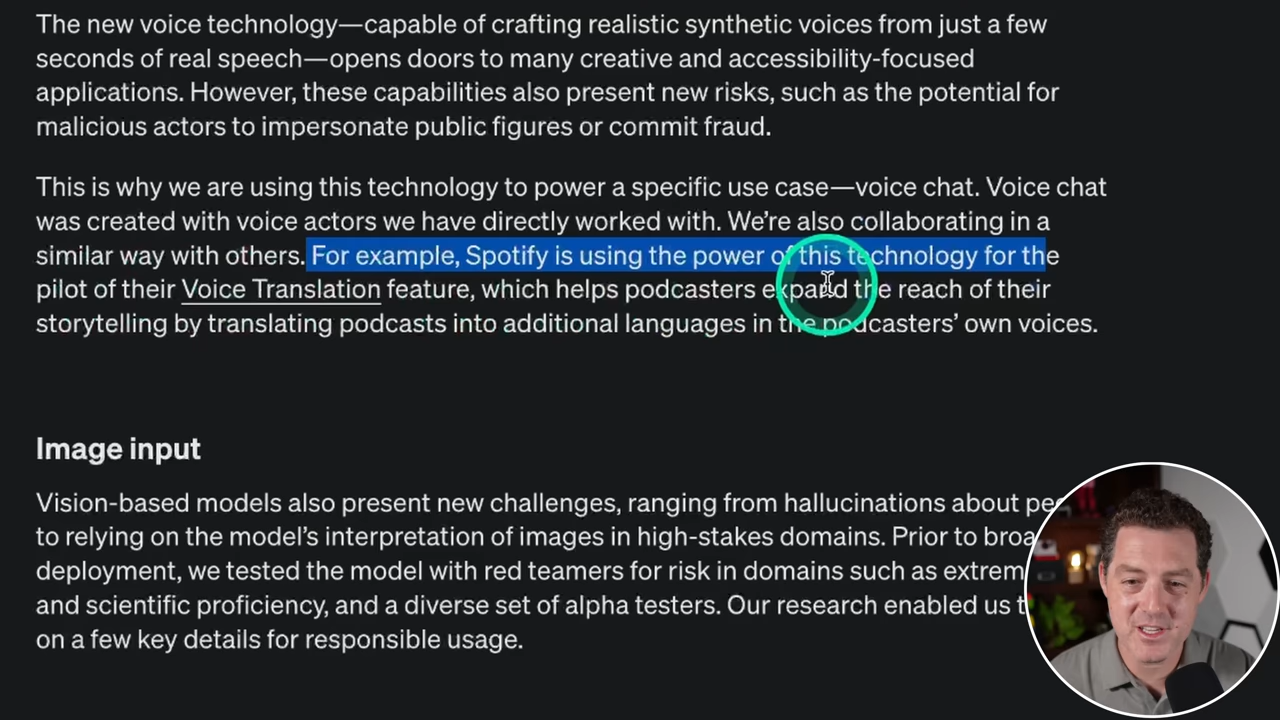 The new voice technology—capable of crafting realistic synthetic voices from just a few
seconds of real speech—opens doors to many creative and accessibility-focused
applications. However, these capabilities also present new risks, such as the potential for
malicious actors to impersonate public figures or commit fraud.
This is why we are using this technology to power a specific use case—voice chat. Voice chat
was created with voice actors we have directly worked with. We’re also collaborating in a
similar way with others. For example, Spotify is using the power of this technology for the
pilot of their Voice Translation feature, which helps podcasters expand the reach of their
storytelling by translating podcasts into additional languages in the podcasters’ own voices.
Image input
Vision-based models also present new challenges, ranging from hallucinations about
to relying on the model’s interpretation of images in high-stakes domains. Prior to
deployment, we tested the model with red teamers for risk in domains such as
and scientific proficiency, and a diverse set of alpha testers. Our research enabled us
on a few key details for responsible usage.